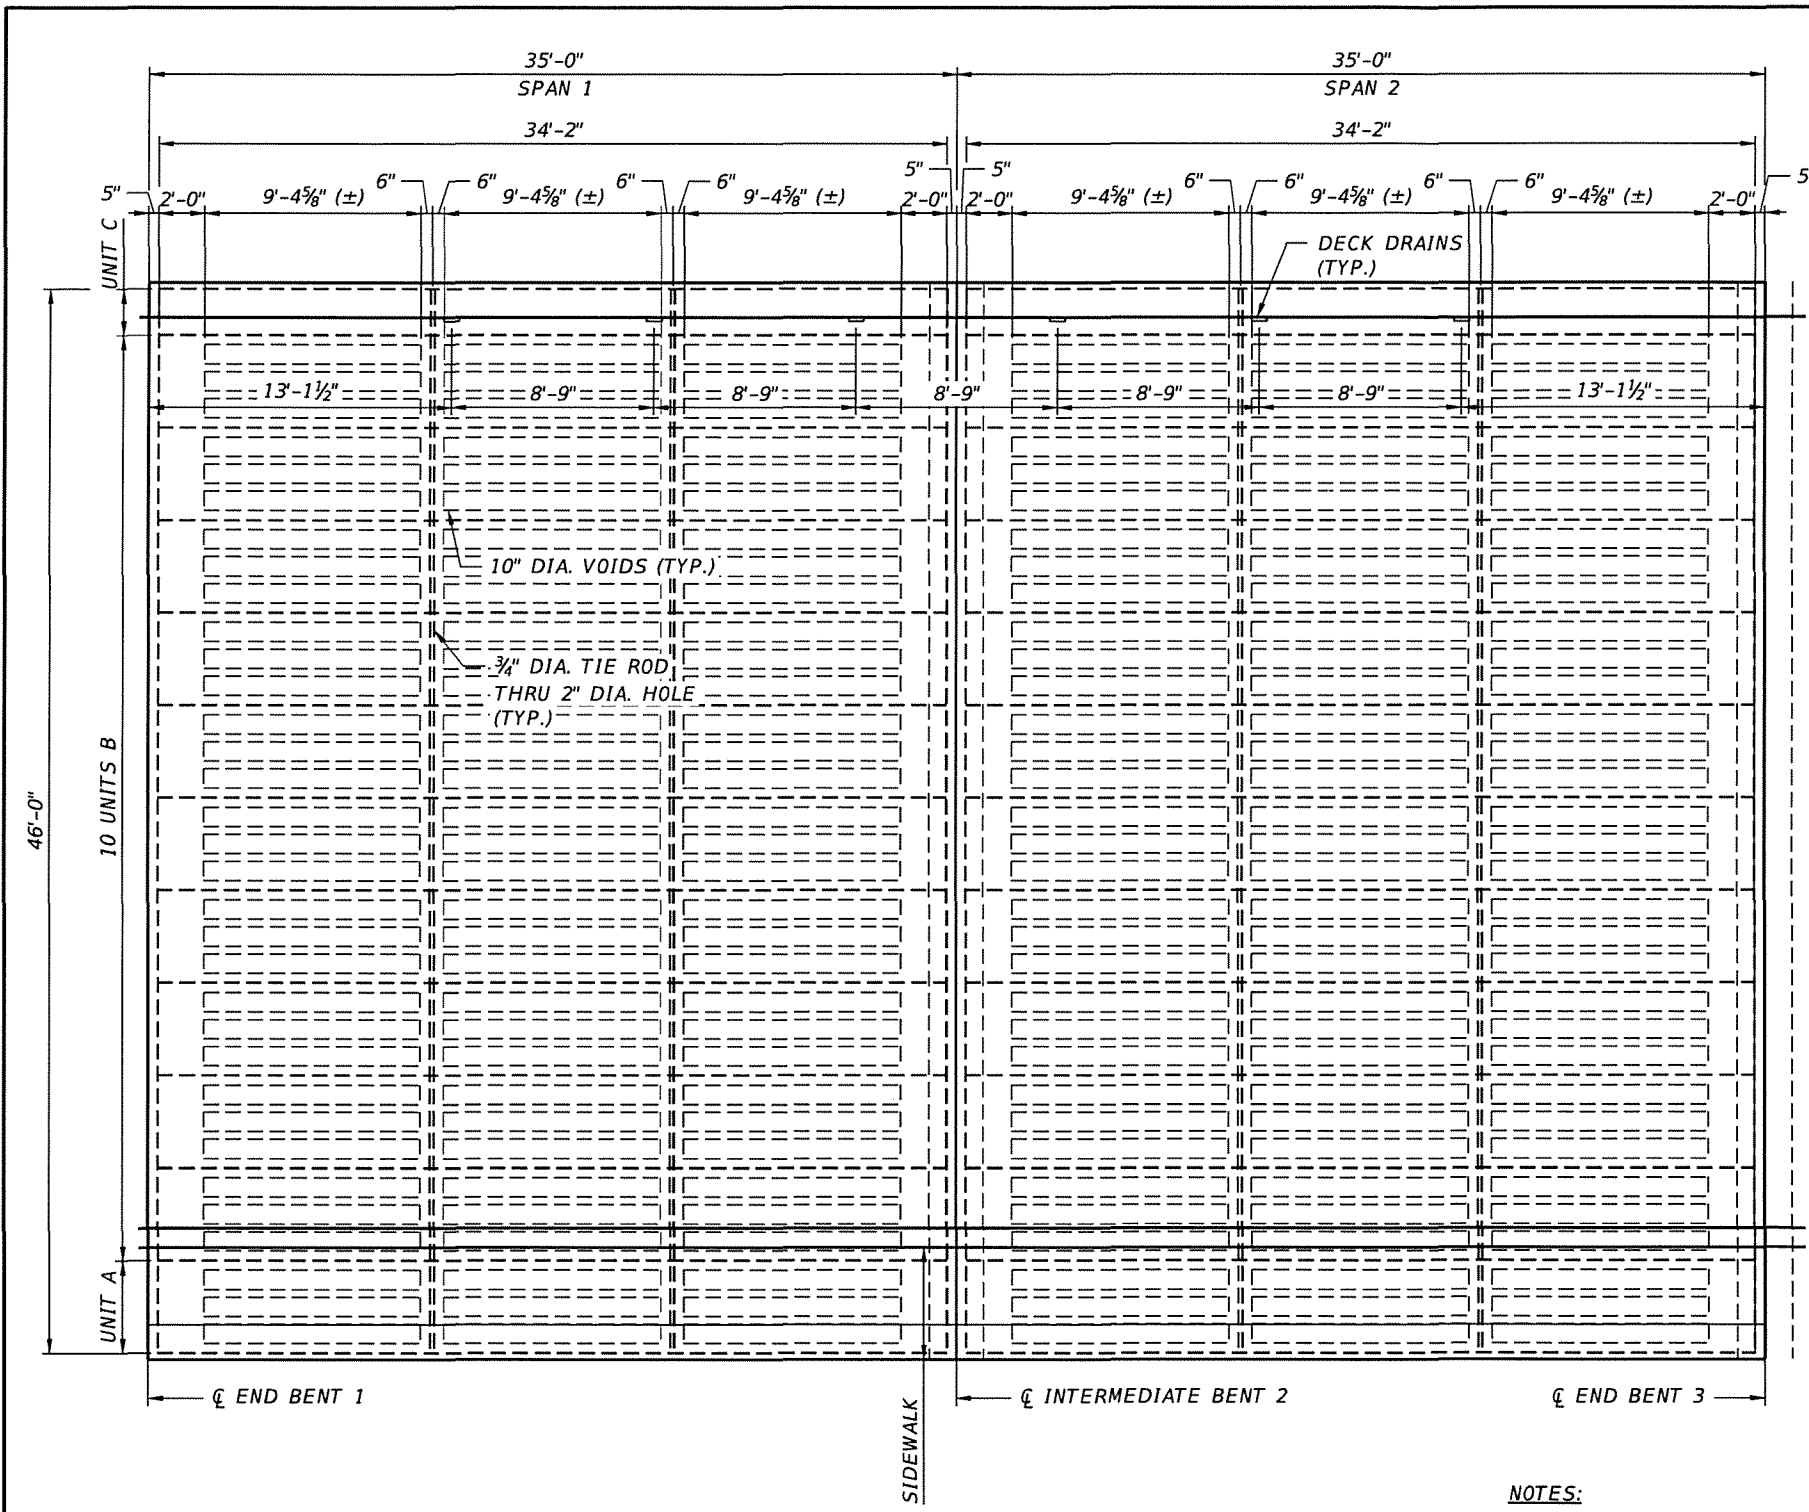 35'-0"
SPAN 1
35'-0"
SPAN 2
34'-2"
34'-2"
5"
2'-0"
9'-4⅝" (±)
6"
6"
9'-4⅝" (±)
6"
6"
9'-4⅝" (±)
2'-0"
5"
5"
2'-0"
9'-4⅝" (±)
6"
6"
9'-4⅝" (±)
6"
6"
9'-4⅝" (±)
2'-0"
5
UNIT C
DECK DRAINS
(TYP.)
13'-1½"
8'-9"
8'-9"
8'-9"
8'-9"
8'-9"
13'-1½"
10" DIA. VOIDS (TYP.)
¾" DIA. TIE ROD
THRU 2" DIA. HOLE
(TYP.)
46'-0"
10 UNITS B
UNIT A
℄ END BENT 1
℄ INTERMEDIATE BENT 2
℄ END BENT 3
SIDEWALK
NOTES: